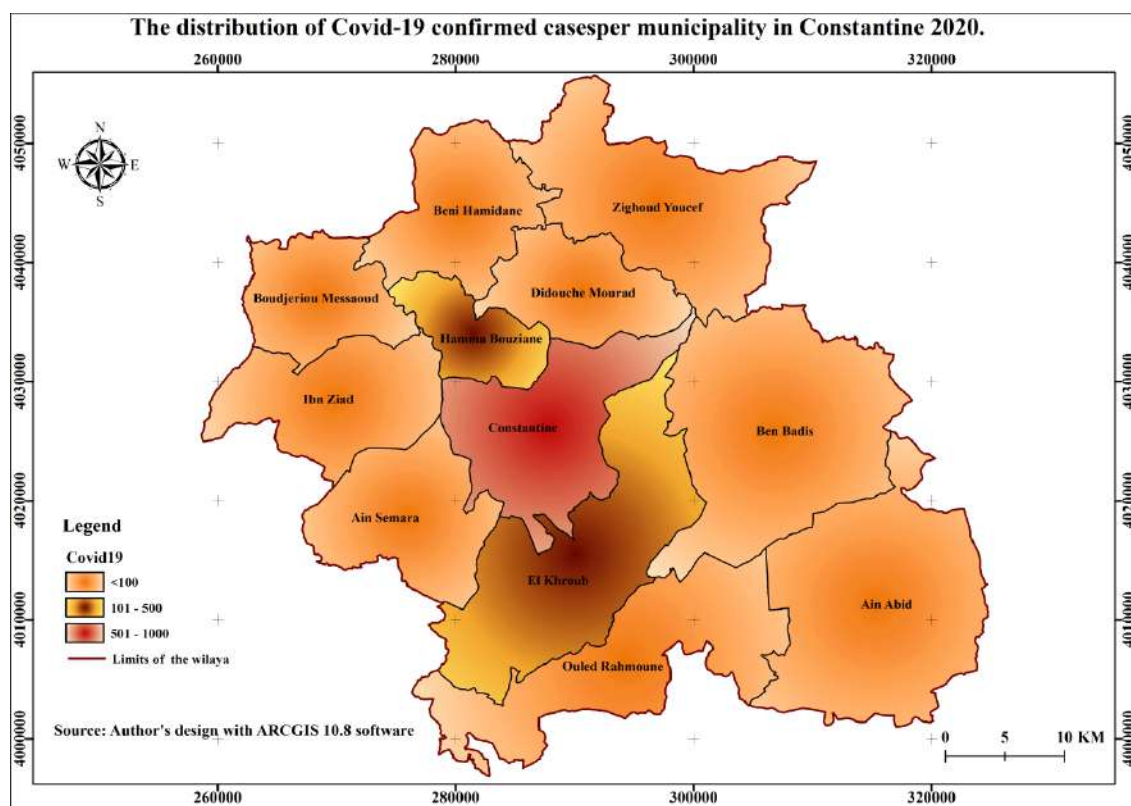 The distribution of Covid-19 confirmed casesper municipality in Constantine 2020.
260000 280000 300000 320000
4050000 4050000
N
W E
S
Beni Hamidane Zighoud Youcef
4040000 4040000
Didouche Mourad
Boudjeriou Messaoud
Hamma Bouziane
4030000 4030000
Ibn Ziad
Constantine
Ben Badis
4020000 4020000
Ain Semara
Legend
Covid19
<100
101 - 500
501 - 1000
Limits of the wilaya
El Khroub
Ain Abid
4010000 4010000
Ouled Rahmoune
Source: Author's design with ARCGIS 10.8 software
4000000 4000000
0 5 10 KM
260000 280000 300000 320000